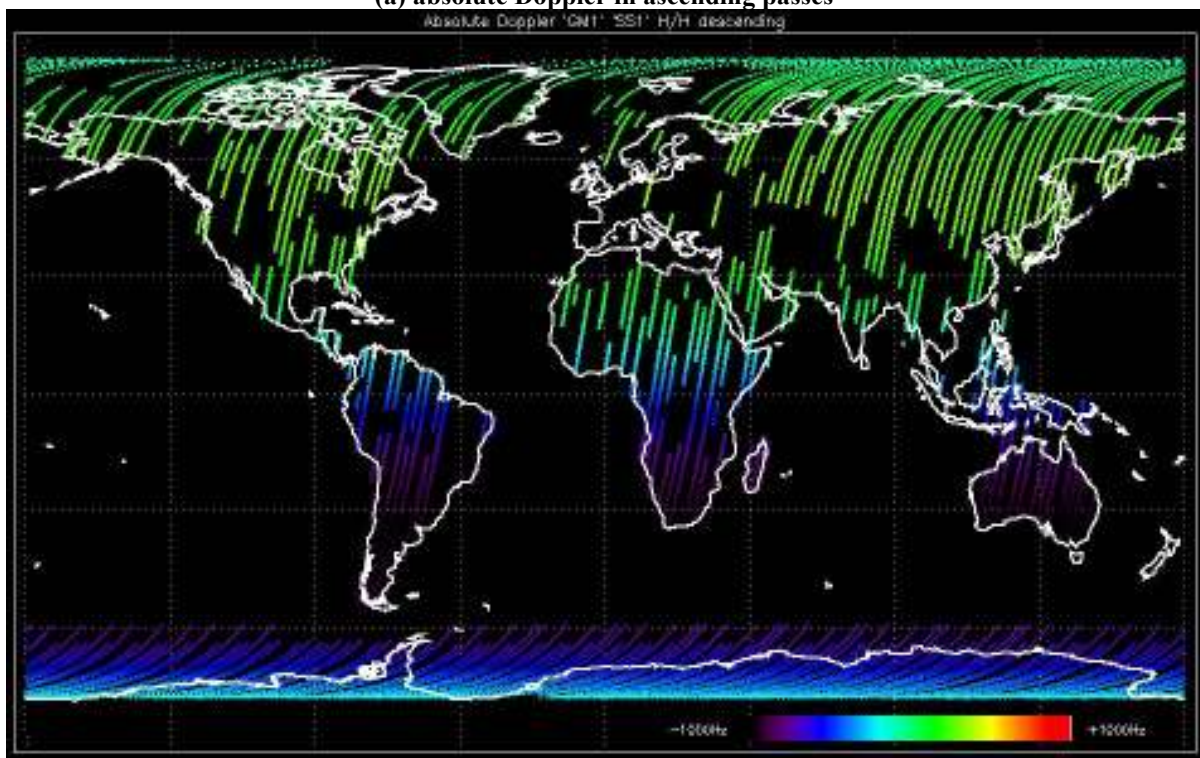 (a) absolute Doppler in ascending passes
Absolute Doppler 'GM1' 'SS1' H/H descending
-1000Hz +1000Hz